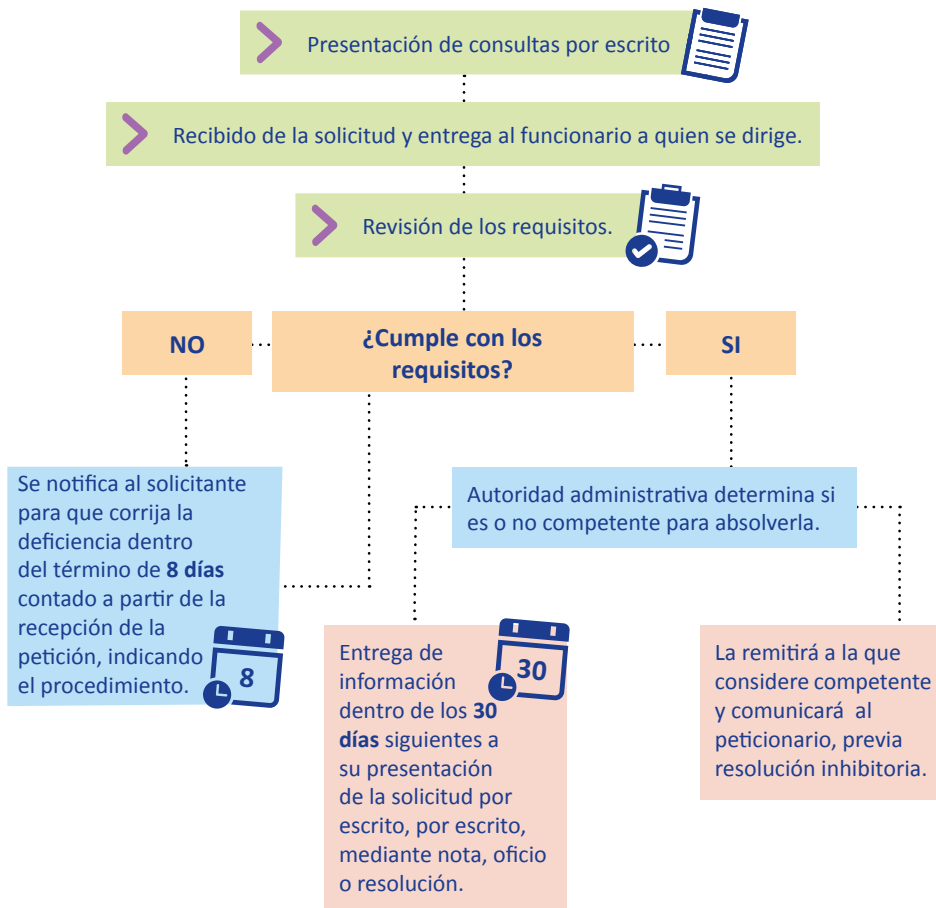 Presentación de consultas por escrito
Recibido de la solicitud y entrega al funcionario a quien se dirige.
Revisión de los requisitos.
NO
¿Cumple con los
requisitos?
SI
Se notifica al solicitante
para que corrija la
deficiencia dentro
del término de 8 días
contado a partir de la
recepción de la
petición, indicando
el procedimiento.
8
Autoridad administrativa determina si
es o no competente para absolverla.
Entrega de
información
dentro de los 30
días siguientes a
su presentación
de la solicitud por
escrito, por escrito,
mediante nota, oficio
o resolución.
30
La remitirá a la que
considere competente
y comunicará  al
peticionario, previa
resolución inhibitoria.